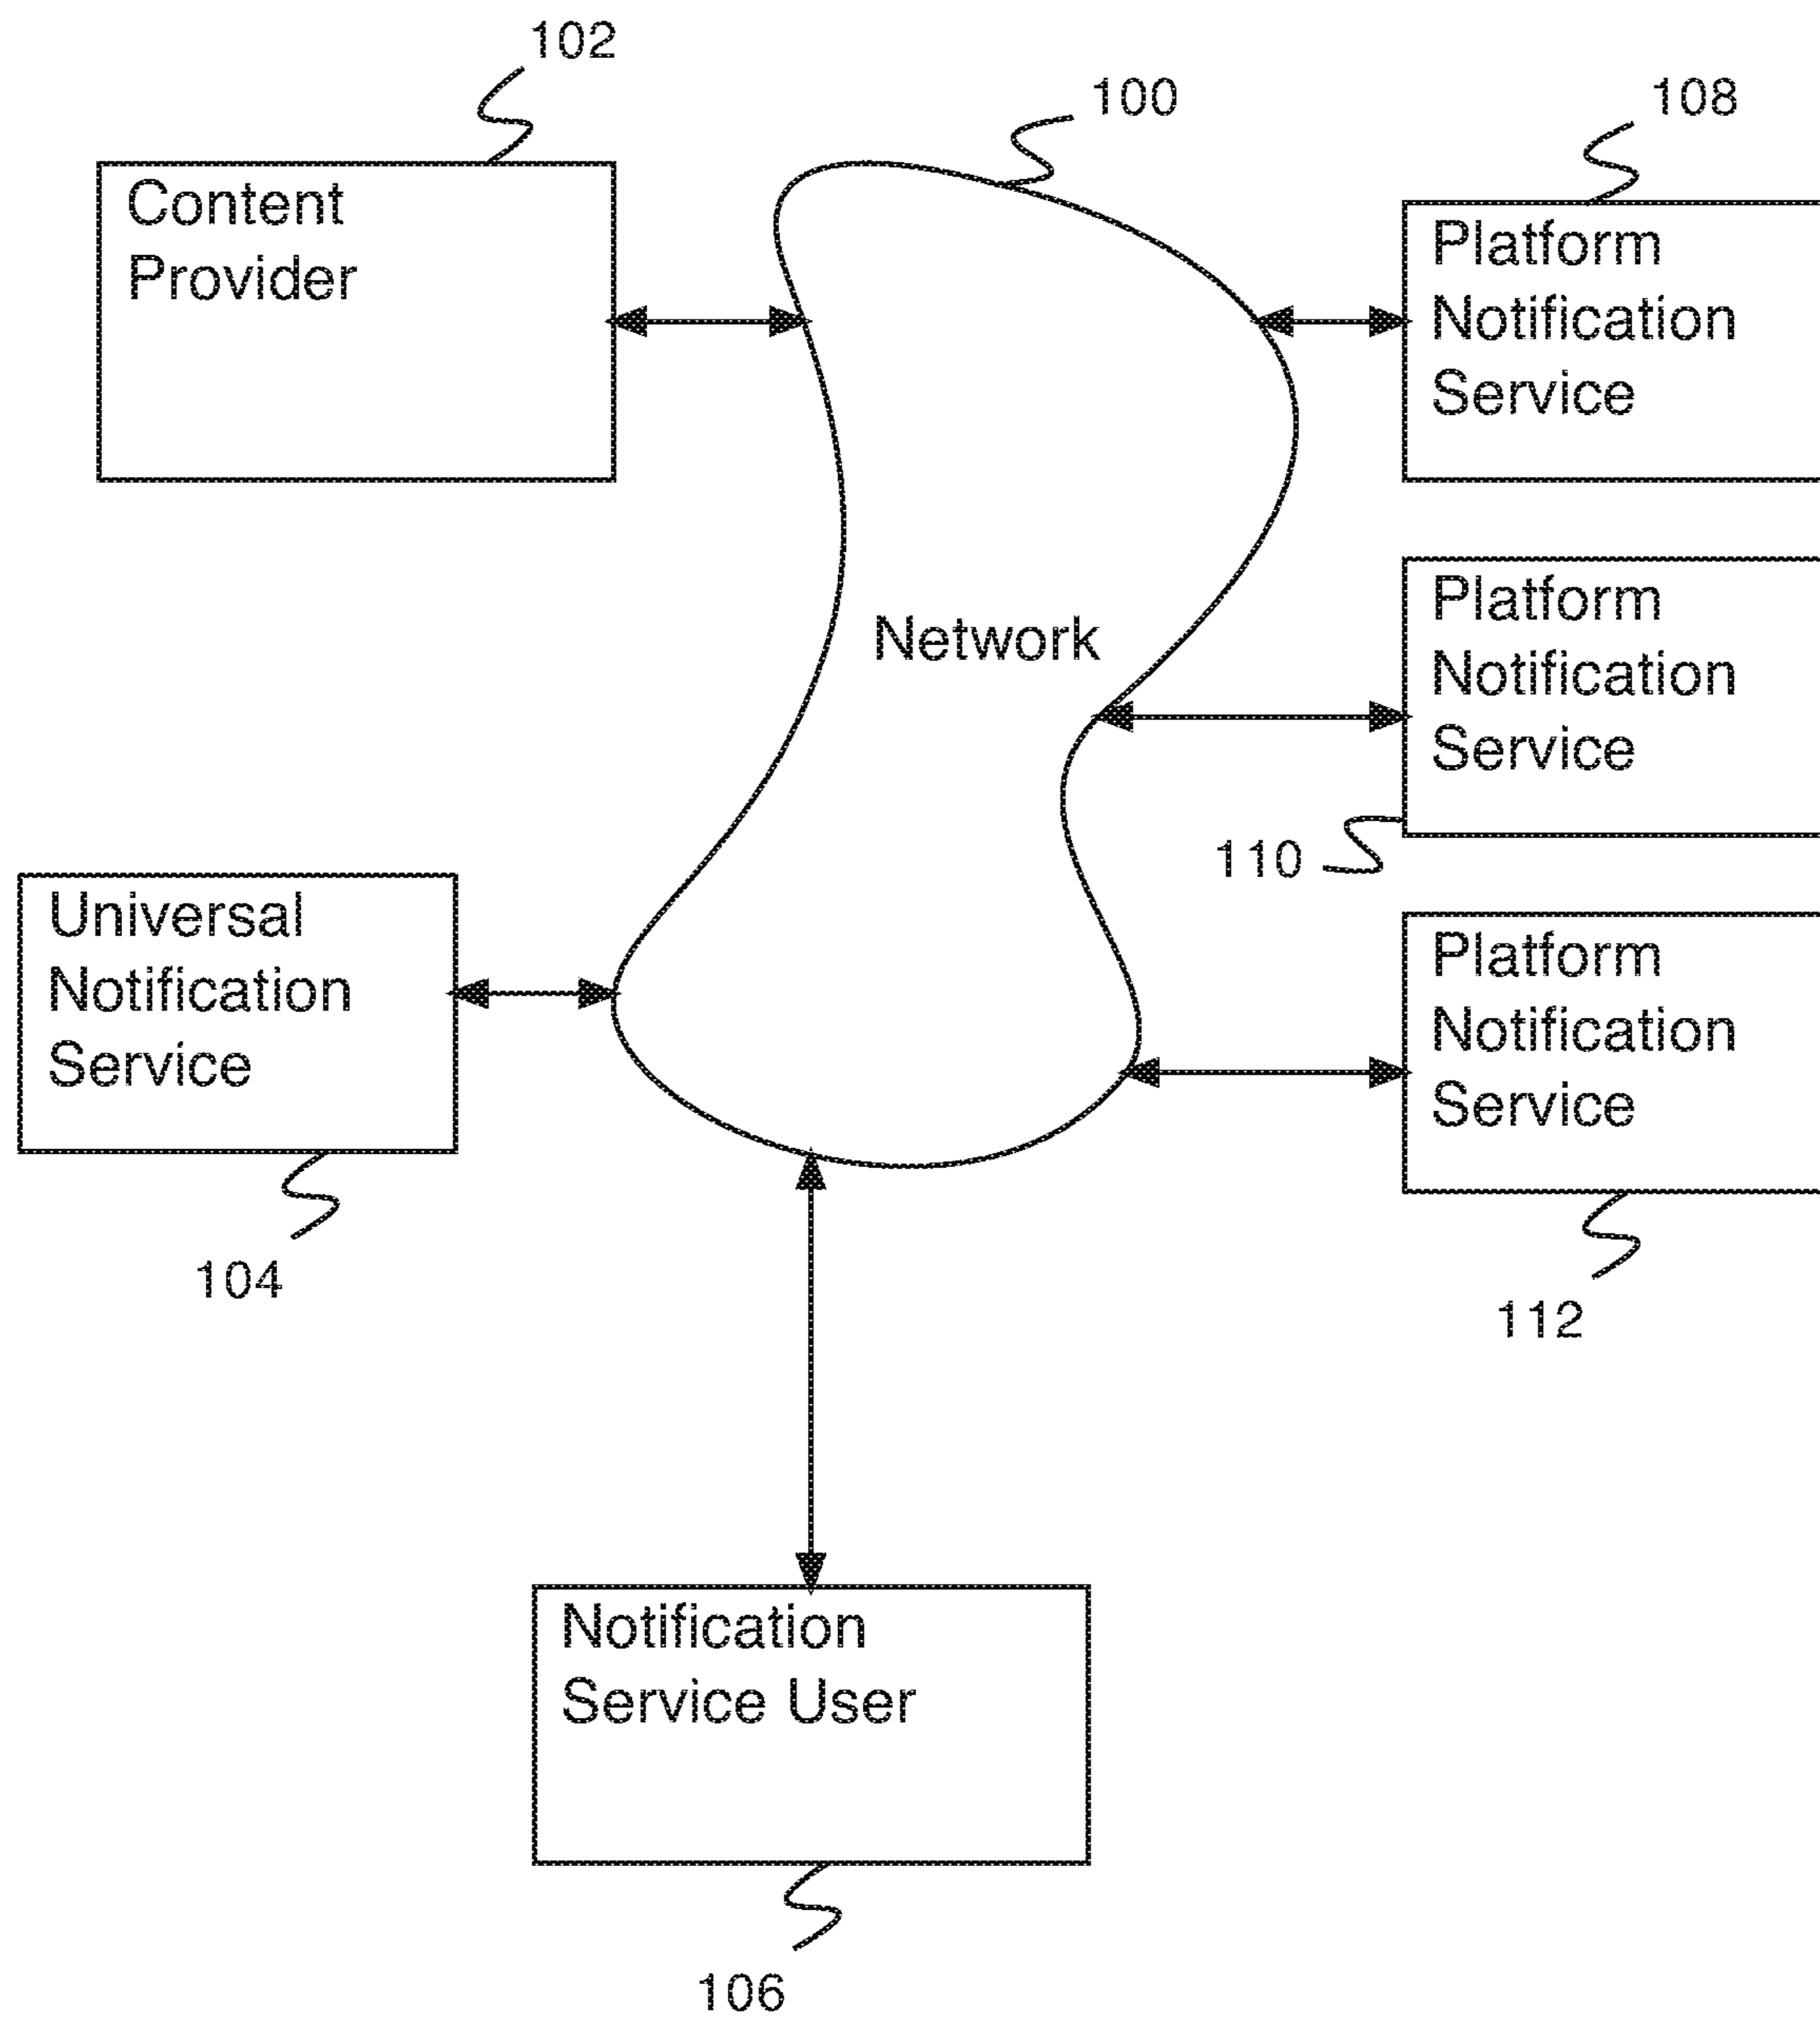 102
100
108
Content
Provider
Platform
Notification
Service
Network
Platform
Notification
Service
110
Universal
Notification
Service
Platform
Notification
Service
104
112
Notification
Service User
106